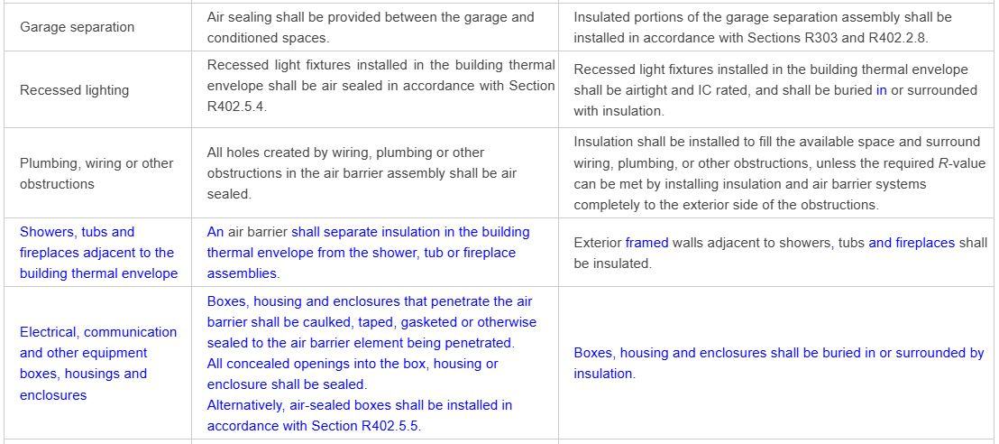 Garage separation
Air sealing shall be provided between the garage and
conditioned spaces.
Insulated portions of the garage separation assembly shall be
installed in accordance with Sections R303 and R402.2.8.
Recessed lighting
Recessed light fixtures installed in the building thermal
envelope shall be air sealed in accordance with Section
R402.5.4.
Recessed light fixtures installed in the building thermal envelope
shall be airtight and IC rated, and shall be buried in or surrounded
with insulation.
Plumbing, wiring or other
obstructions
All holes created by wiring, plumbing or other
obstructions in the air barrier assembly shall be air
sealed.
Insulation shall be installed to fill the available space and surround
wiring, plumbing, or other obstructions, unless the required R-value
can be met by installing insulation and air barrier systems
completely to the exterior side of the obstructions.
Showers, tubs and
fireplaces adjacent to the
building thermal envelope
An air barrier shall separate insulation in the building
thermal envelope from the shower, tub or fireplace
assemblies.
Exterior framed walls adjacent to showers, tubs and fireplaces shall
be insulated.
Electrical, communication
and other equipment
boxes, housings and
enclosures
Boxes, housing and enclosures that penetrate the air
barrier shall be caulked, taped, gasketed or otherwise
sealed to the air barrier element being penetrated.
All concealed openings into the box, housing or
enclosure shall be sealed.
Alternatively, air-sealed boxes shall be installed in
accordance with Section R402.5.5.
Boxes, housing and enclosures shall be buried in or surrounded by
insulation.